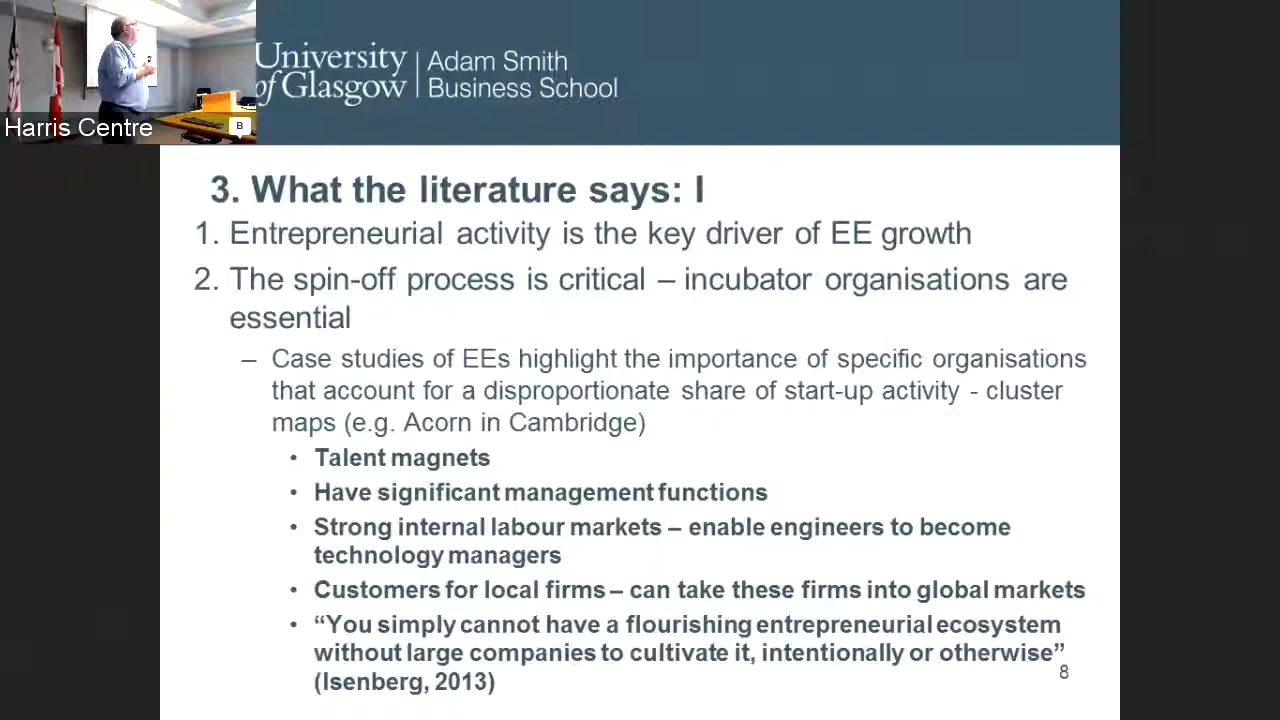 University
of Glasgow
Adam Smith
Business School
Harris Centre
B
3. What the literature says: I
1. Entrepreneurial activity is the key driver of EE growth
2. The spin-off process is critical – incubator organisations are
essential
– Case studies of EEs highlight the importance of specific organisations
that account for a disproportionate share of start-up activity - cluster
maps (e.g. Acorn in Cambridge)
• Talent magnets
• Have significant management functions
• Strong internal labour markets – enable engineers to become
technology managers
• Customers for local firms – can take these firms into global markets
• “You simply cannot have a flourishing entrepreneurial ecosystem
without large companies to cultivate it, intentionally or otherwise”
(Isenberg, 2013)
8